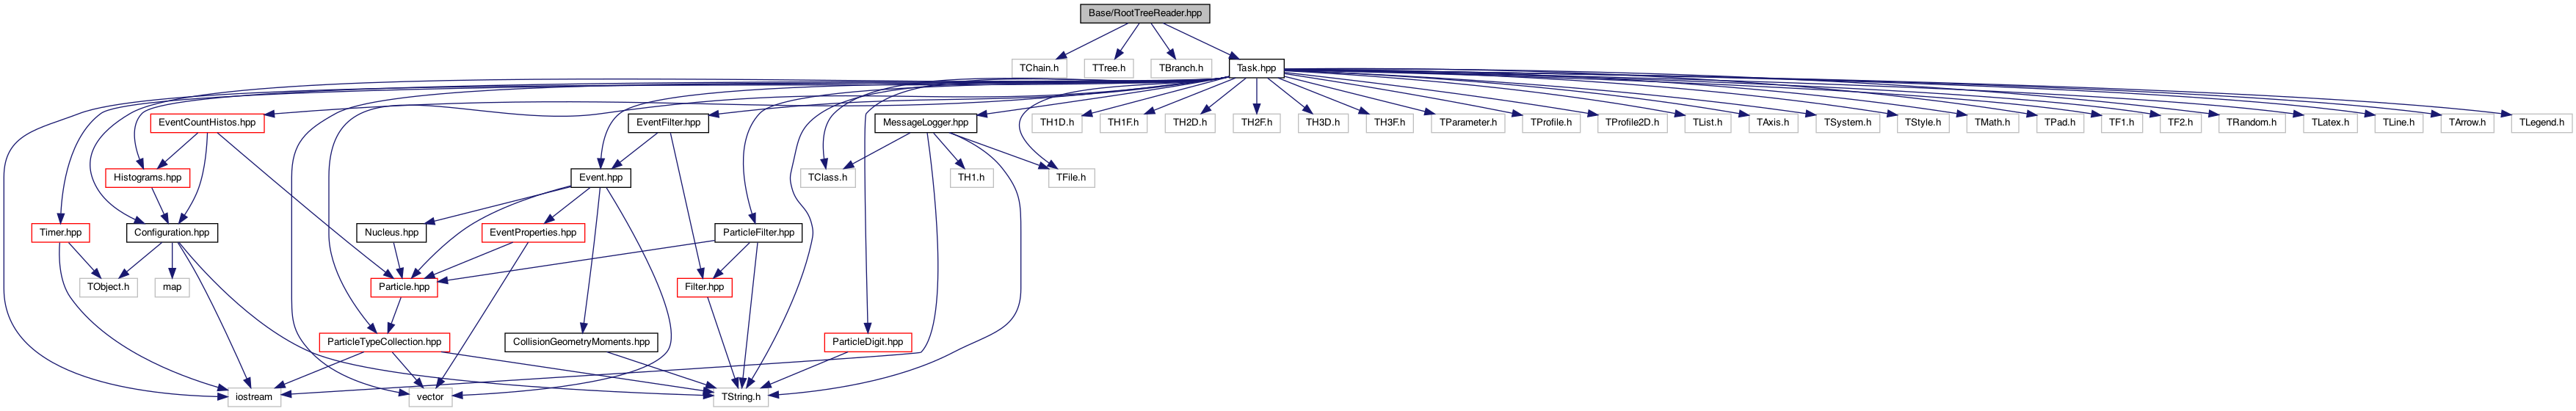 Base/RootTreeReader.hpp
TChain.h
TTree.h
TBranch.h
Task.hpp
EventCountHistos.hpp
EventFilter.hpp
MessageLogger.hpp
TH1D.h
TH1F.h
TH2D.h
TH2F.h
TH3D.h
TH3F.h
TParameter.h
TProfile.h
TProfile2D.h
TList.h
TAxis.h
TSystem.h
TStyle.h
TMath.h
TPad.h
TF1.h
TF2.h
TRandom.h
TLatex.h
TLine.h
TArrow.h
TLegend.h
Histograms.hpp
Event.hpp
TClass.h
TH1.h
TFile.h
Timer.hpp
Configuration.hpp
Nucleus.hpp
EventProperties.hpp
ParticleFilter.hpp
TObject.h
map
Particle.hpp
Filter.hpp
ParticleTypeCollection.hpp
CollisionGeometryMoments.hpp
ParticleDigit.hpp
iostream
vector
TString.h